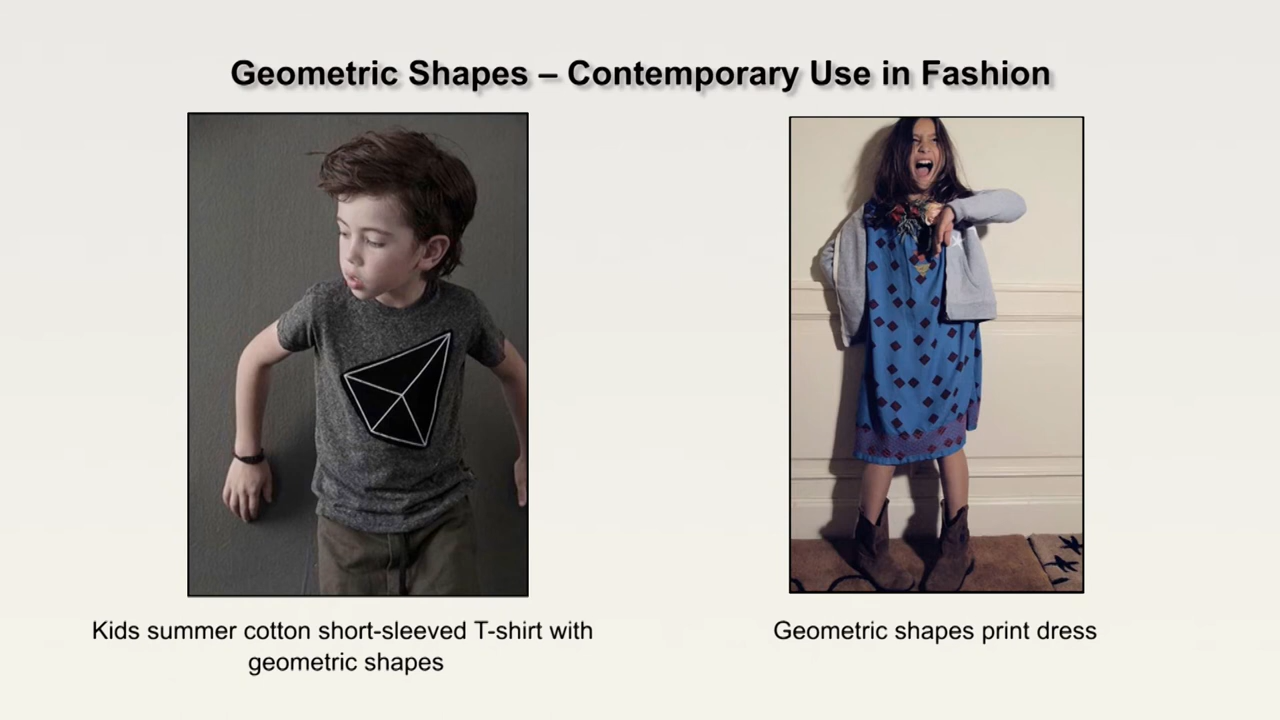 Geometric Shapes – Contemporary Use in Fashion
Kids summer cotton short-sleeved T-shirt with
geometric shapes
Geometric shapes print dress